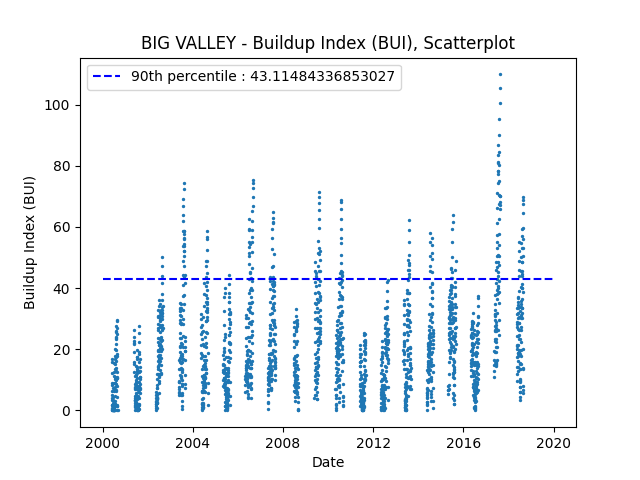 BIG VALLEY - Buildup Index (BUI), Scatterplot
90th percentile : 43.11484336853027
100
80
60
40
20
0
Buildup Index (BUI)
2000 2004 2008 2012 2016 2020
Date